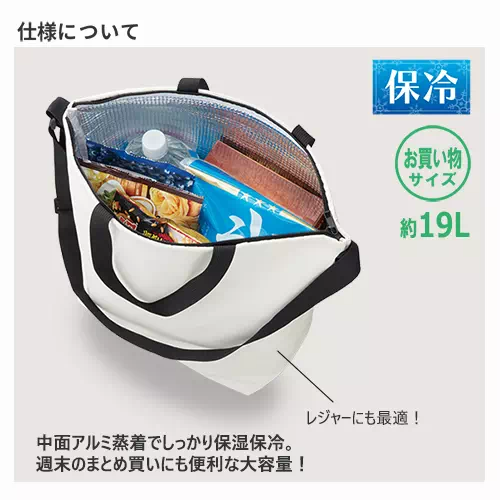 仕様について
保冷
お買い物
サイズ
約19L
レジャーにも最適！
中面アルミ蒸着でしっかり保湿保冷。
週末のまとめ買いにも便利な大容量！